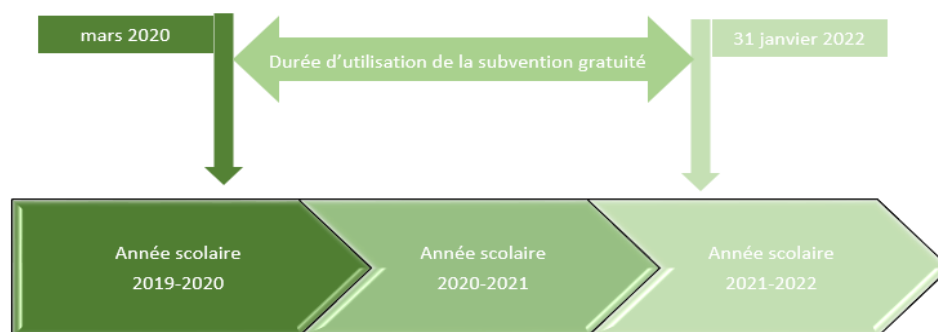 mars 2020
Durée d’utilisation de la subvention gratuité
31 janvier 2022
Année scolaire
2019-2020
Année scolaire
2020-2021
Année scolaire
2021-2022